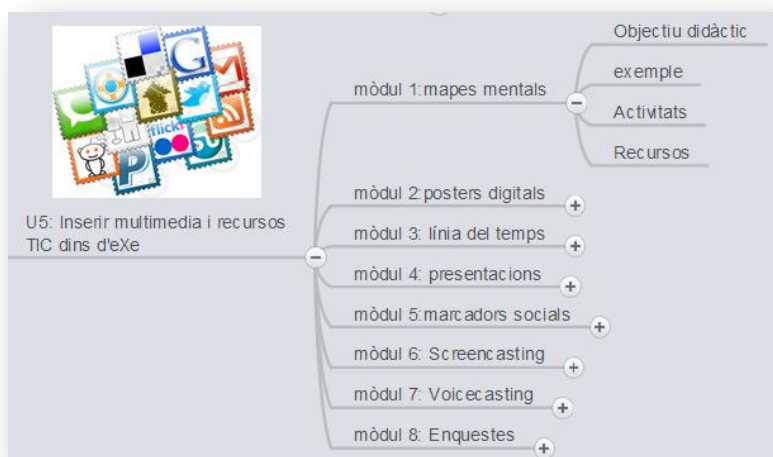 flickr
U5: Inserir multimedia i recursos
TIC dins d'eXe
mòdul 1:mapes mentals
Objectiu didàctic
exemple
Activitats
Recursos
mòdul 2:posters digitals
mòdul 3: línia del temps
mòdul 4: presentacions
mòdul 5:marcadors socials
mòdul 6: Screencasting
mòdul 7: Voicecasting
mòdul 8: Enquestes